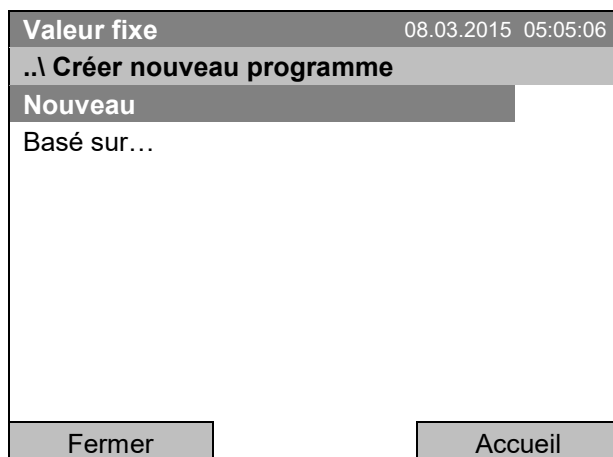 Valeur fixe 08.03.2015 05:05:06
..\ Créer nouveau programme
Nouveau
Basé sur…
Fermer Accueil